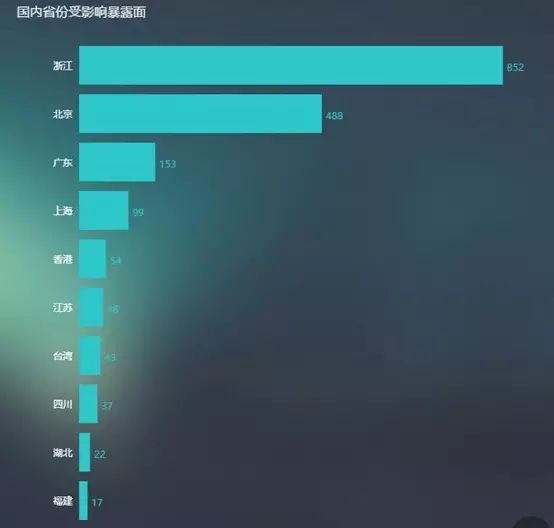 国内省份受影响暴露面
浙江 852
北京 488
广东 153
上海 99
香港 54
江苏 48
台湾 43
四川 37
湖北 22
福建 17